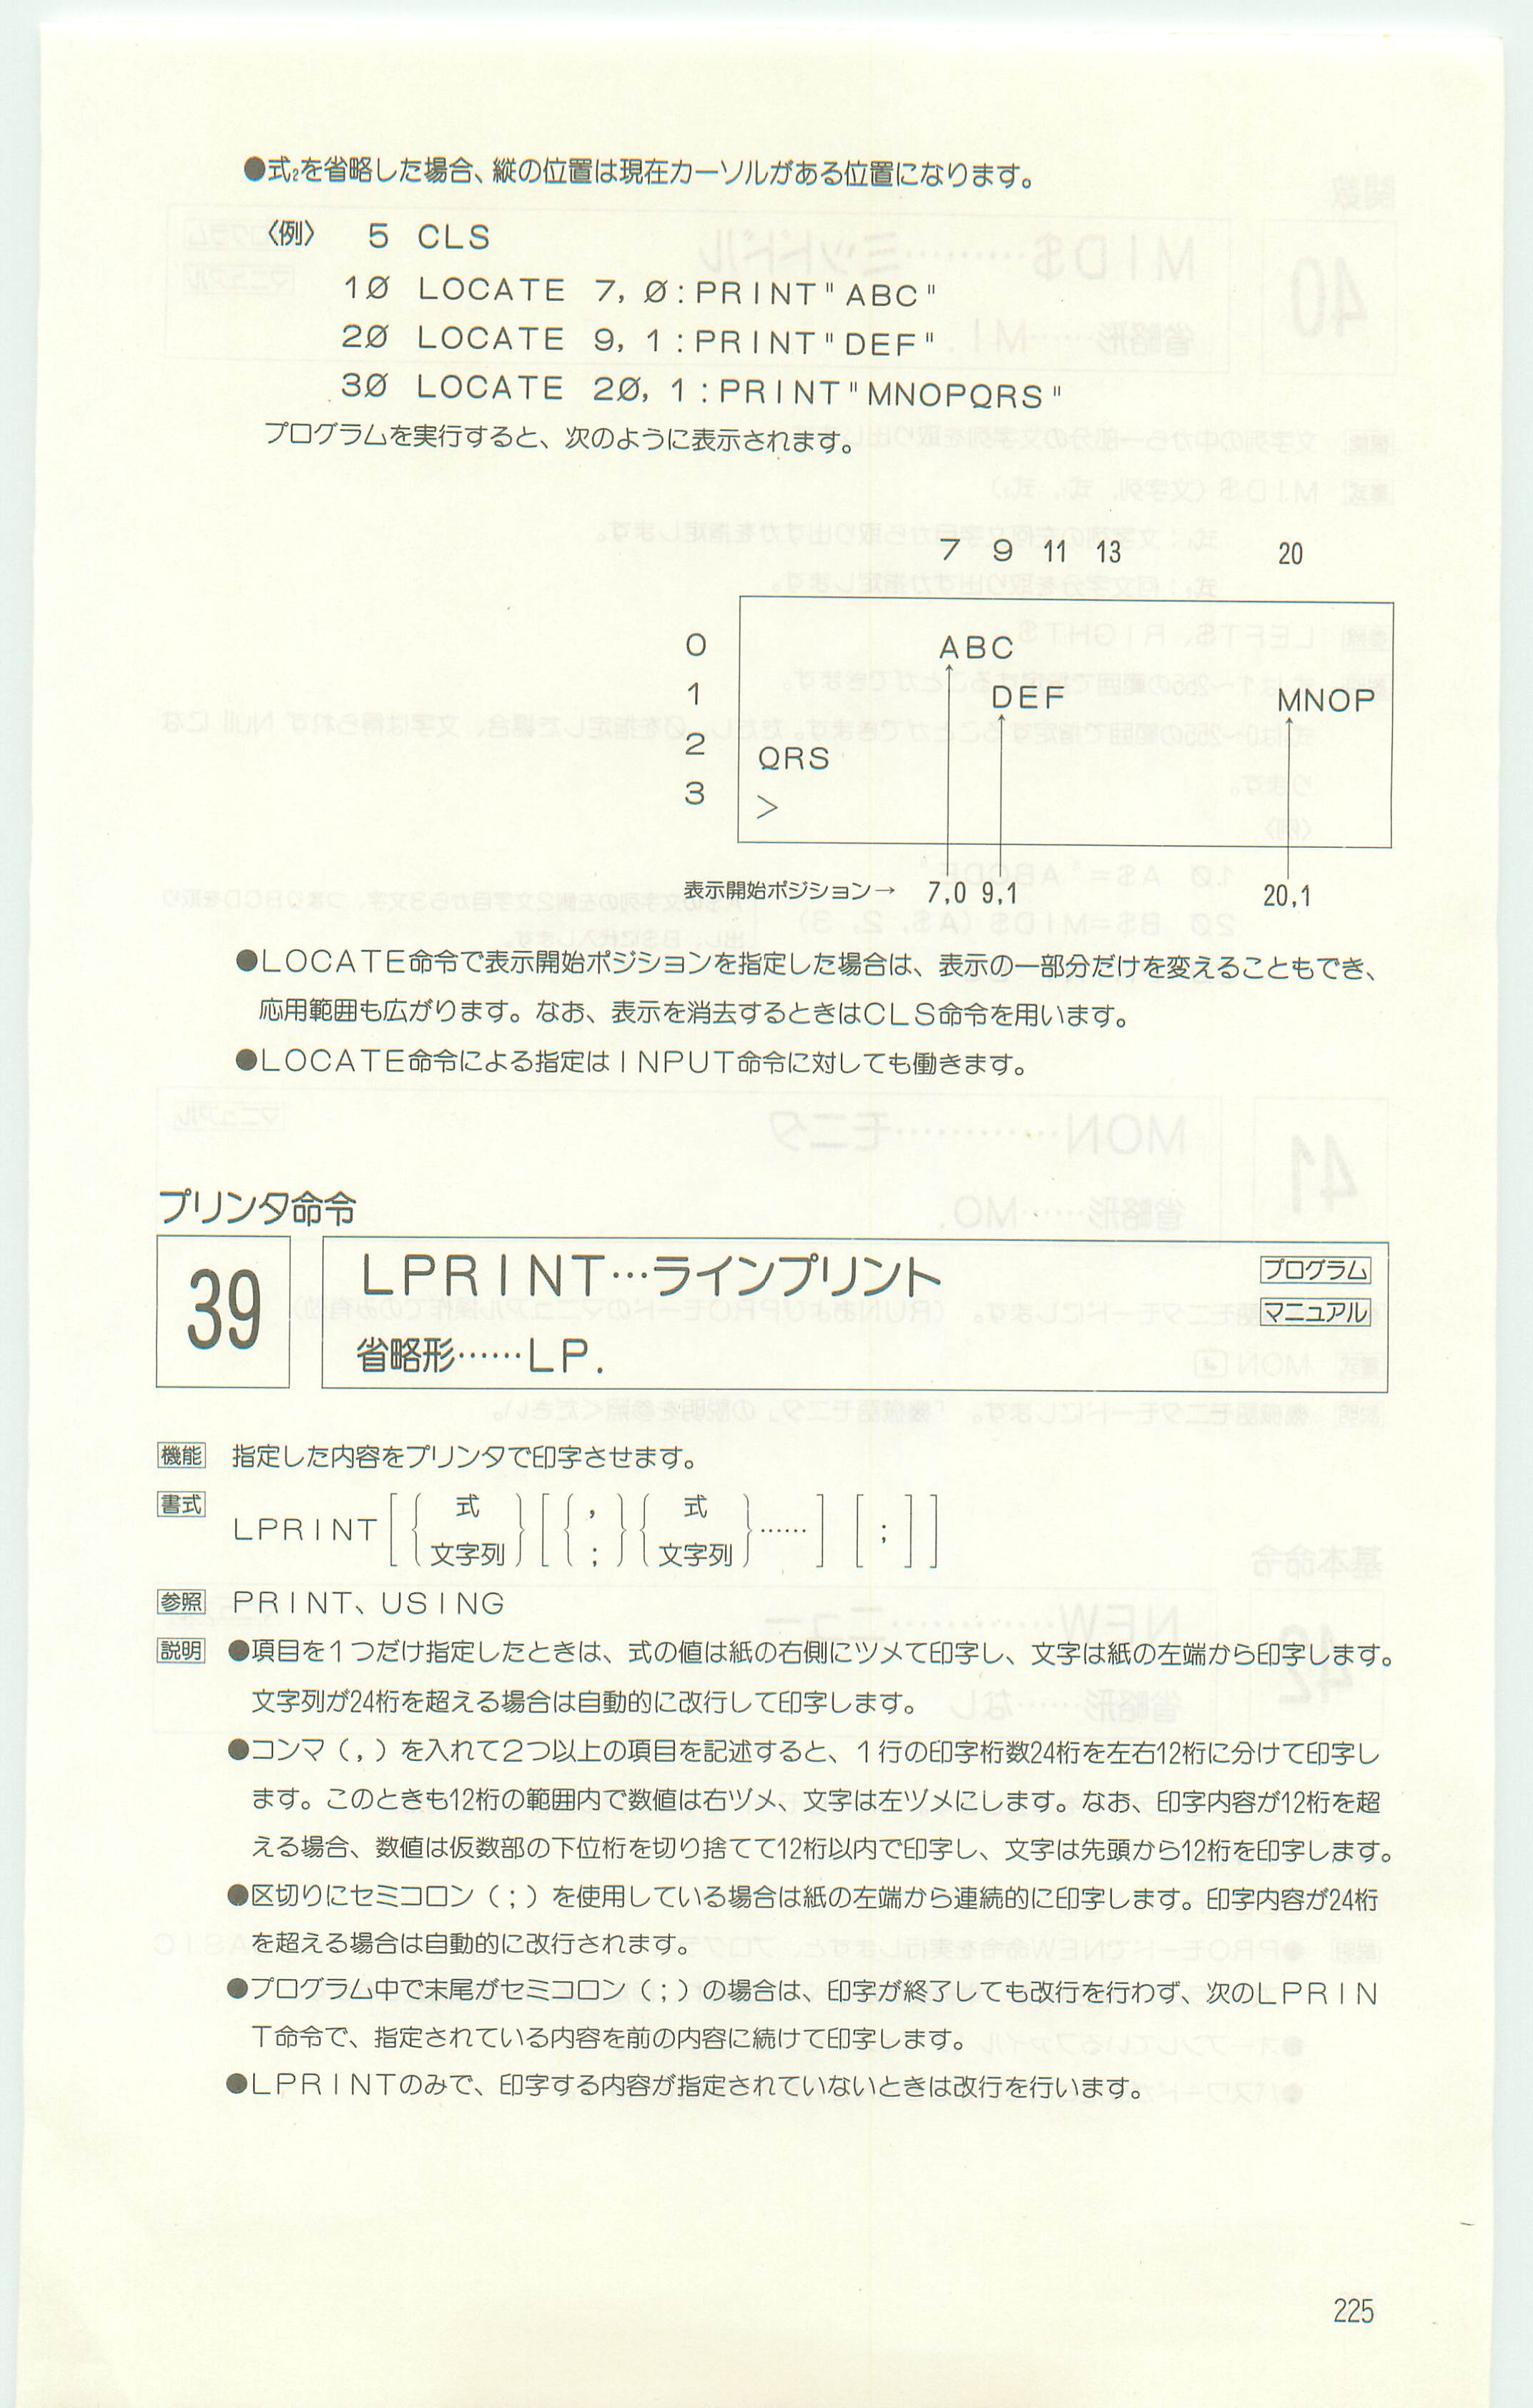 ●式₂を省略した場合、縦の位置は現在カーソルがある位置になります。
〈例〉 5 CLS
10 LOCATE 7, 0:PRINT"ABC"
20 LOCATE 9, 1:PRINT"DEF"
30 LOCATE 20, 1:PRINT"MNOPQRS"
プログラムを実行すると、次のように表示されます。
7 9 11 13 20
0 ABC
1 DEF MNOP
2 QRS
3 >
表示開始ポジション→ 7,0 9,1 20,1
●LOCATE命令で表示開始ポジションを指定した場合は、表示の一部分だけを変えることもでき、
応用範囲も広がります。なお、表示を消去するときはCLS命令を用います。
●LOCATE命令による指定はINPUT命令に対しても働きます。
プリンタ命令
39 LPRINT…ラインプリント プログラム
マニュアル
省略形……LP.
機能 指定した内容をプリンタで印字させます。
書式 LPRINT[{式 文字列}[{, ;}{式 文字列}……][;]]
参照 PRINT、USING
説明 ●項目を1つだけ指定したときは、式の値は紙の右側にツメて印字し、文字は紙の左端から印字します。
文字列が24桁を超える場合は自動的に改行して印字します。
●コンマ(,)を入れて2つ以上の項目を記述すると、1行の印字桁数24桁を左右12桁に分けて印字し
ます。このときも12桁の範囲内で数値は右ヅメ、文字は左ヅメにします。なお、印字内容が12桁を超
える場合、数値は仮数部の下位桁を切り捨てて12桁以内で印字し、文字は先頭から12桁を印字します。
●区切りにセミコロン(;)を使用している場合は紙の左端から連続的に印字します。印字内容が24桁
を超える場合は自動的に改行されます。
●プログラム中で末尾がセミコロン(;)の場合は、印字が終了しても改行を行わず、次のLPRIN
T命令で、指定されている内容を前の内容に続けて印字します。
●LPRINTのみで、印字する内容が指定されていないときは改行を行います。
225